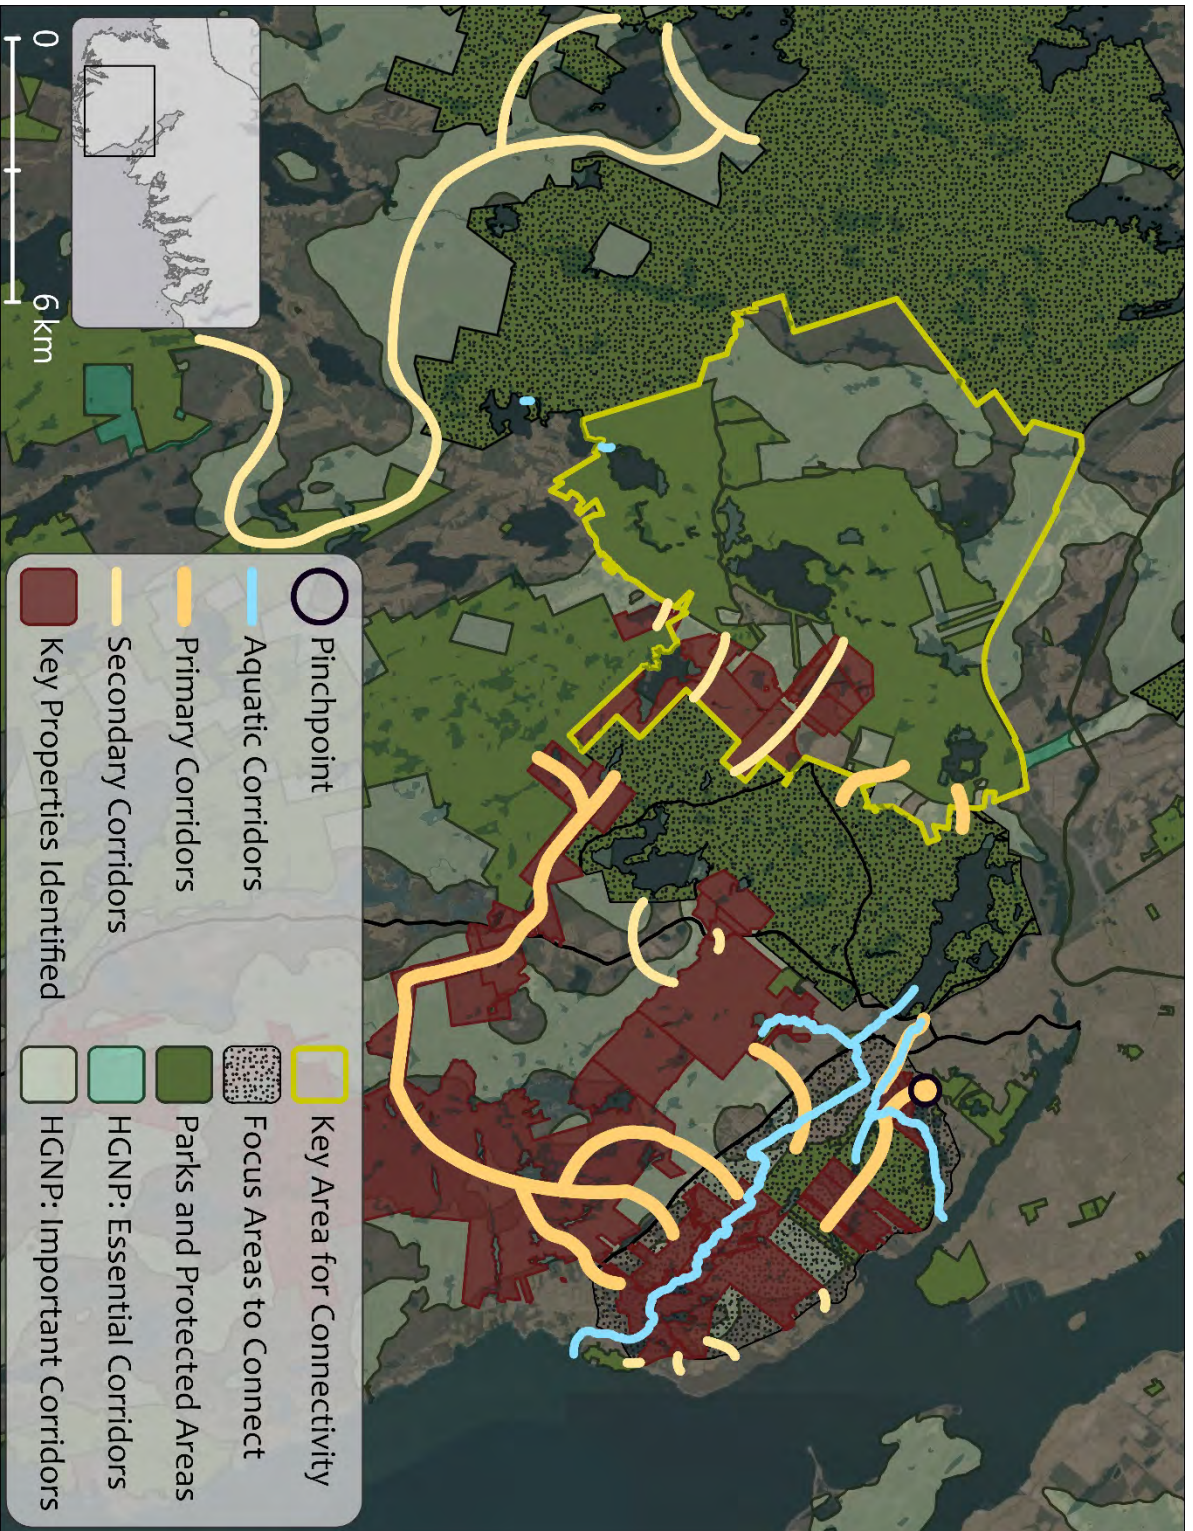 Pinchpoint
Aquatic Corridors
Primary Corridors
Secondary Corridors
Key Properties Identified
Key Area for Connectivity
Focus Areas to Connect
Parks and Protected Areas
HGNP: Essential Corridors
HGNP: Important Corridors
0
6 km